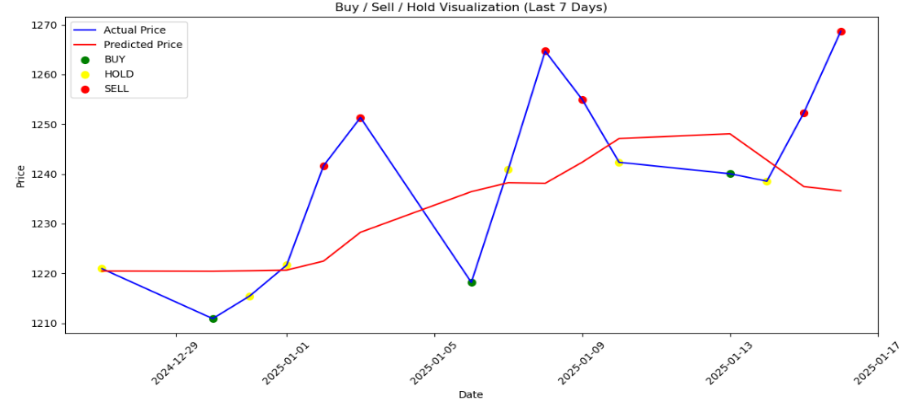 Buy / Sell / Hold Visualization (Last 7 Days)
1270
1260
1250
1240
1230
1220
1210
Price
Actual Price
Predicted Price
BUY
HOLD
SELL
2024-12-29
2025-01-01
2025-01-05
2025-01-09
2025-01-13
2025-01-17
Date